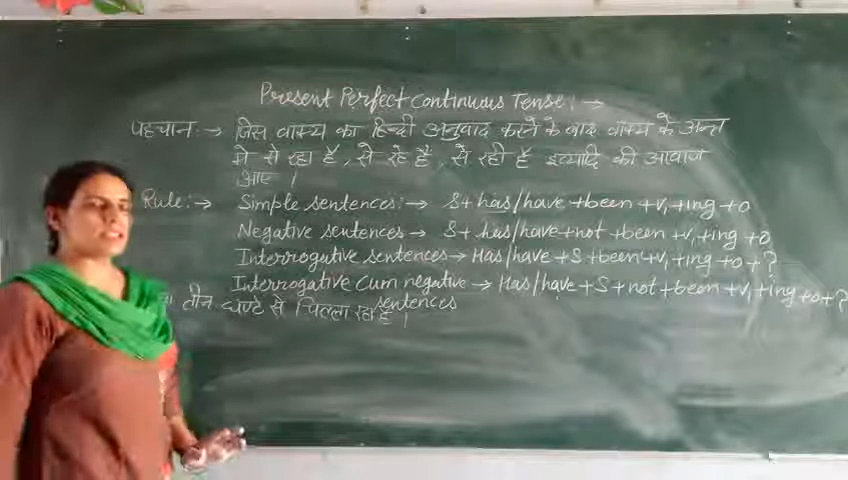 Present Perfect Continuous Tense :→
पहचान :→ जिस वाक्य का हिन्दी अनुवाद करने के बाद वाक्य के अन्त
मे से रहा है, से रहे हैं, से रही है इत्यादि की आवाज
आए ।
Rule :→ Simple sentences :→ S + has/have + been + v₁ + ing + o
Negative sentences → S + has/have + not + been + v₁ + ing + o
Interrogative sentences → Has/have + S + been + v₁ + ing + o + ?
Interrogative cum negative → Has/have + S + not + been + v₁ + ing + o + ?
sentences
तीन घण्टे से चिल्ला रहा है ।